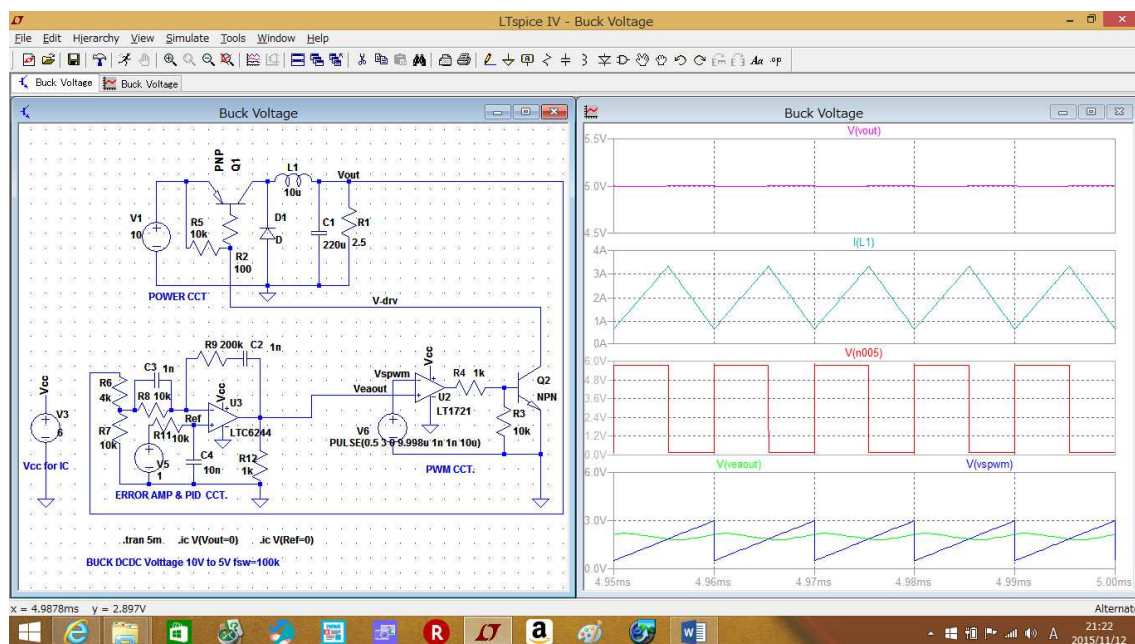 LTspice IV - Buck Voltage
File Edit Hierarchy View Simulate Tools Window Help
Buck Voltage Buck Voltage
Buck Voltage
PNP
Q1
L1
10u
Vout
V1
10
R5
10k
R2
100
D1
D
C1
220u
R1
2.5
POWER CCT
V-drv
R9 200k C2 1n
C3 1n
R6
4k
R8 10k
Vcc
U3
Ref
LTC6244
R7
10k
R11 10k
V5
1
C4
10n
R12
1k
Vcc
V3
6
Vcc for IC
ERROR AMP & PID CCT.
Vspwm
Veaout
Vcc
U2
LT1721
R4 1k
Q2
NPN
R3
10k
V6
PULSE(0.5 3 0 9.998u 1n 1n 10u)
PWM CCT.
.tran 5m .ic V(Vout=0) .ic V(Ref=0)
BUCK DCDC Volttage 10V to 5V fsw=100k
Buck Voltage
V(vout)
5.5V
5.0V
4.5V
I(L1)
4A
3A
2A
1A
0A
V(n005)
6.0V
4.8V
3.6V
2.4V
1.2V
0.0V
V(veaout) V(vspwm)
6.0V
3.0V
0.0V
4.95ms 4.96ms 4.97ms 4.98ms 4.99ms 5.00ms
x = 4.9878ms y = 2.897V
Alternat
21:22
2015/11/12